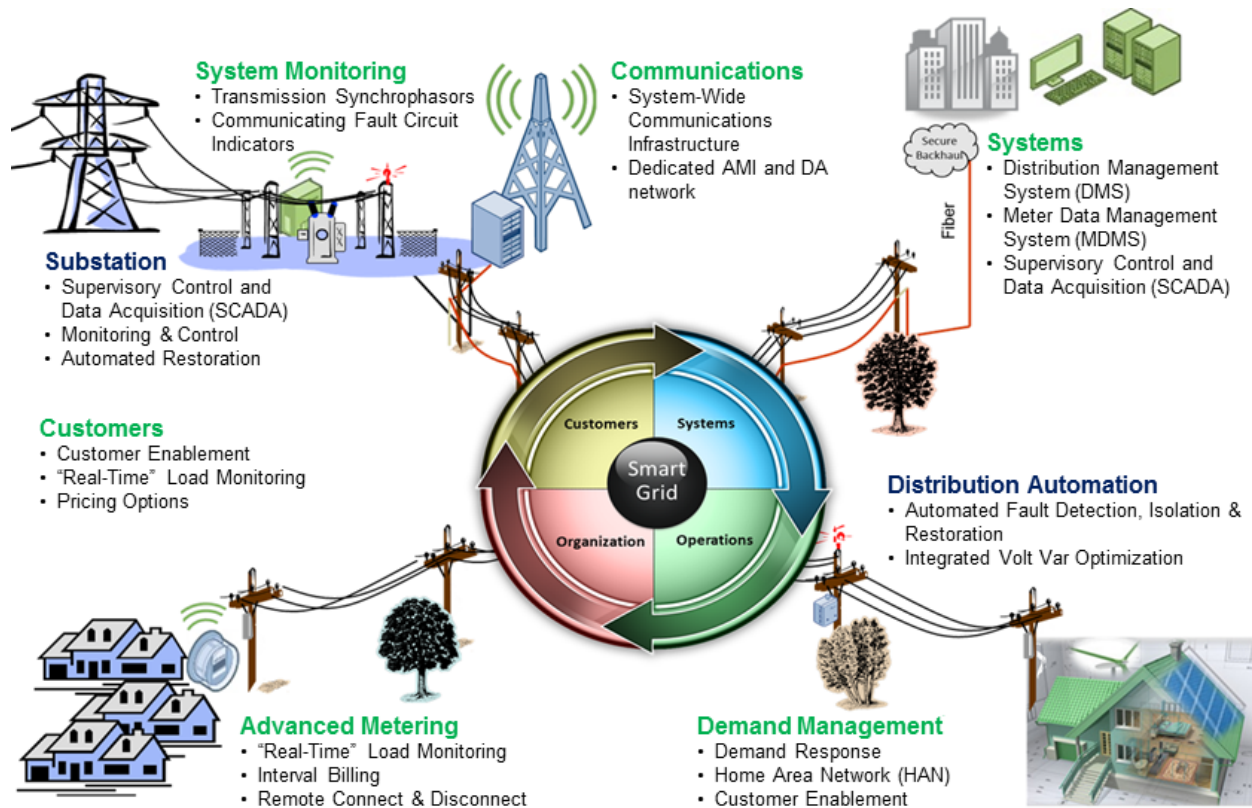 System Monitoring
• Transmission Synchrophasors
• Communicating Fault Circuit
Indicators
Communications
• System-Wide
Communications
Infrastructure
• Dedicated AMI and DA
network
Secure
Backhaul
Fiber
Systems
• Distribution Management
System (DMS)
• Meter Data Management
System (MDMS)
• Supervisory Control and
Data Acquisition (SCADA)
Substation
• Supervisory Control and
Data Acquisition (SCADA)
• Monitoring & Control
• Automated Restoration
Customers
• Customer Enablement
• “Real-Time” Load Monitoring
• Pricing Options
Customers
Systems
Smart
Grid
Organization
Operations
Distribution Automation
• Automated Fault Detection, Isolation &
Restoration
• Integrated Volt Var Optimization
Advanced Metering
• “Real-Time” Load Monitoring
• Interval Billing
• Remote Connect & Disconnect
Demand Management
• Demand Response
• Home Area Network (HAN)
• Customer Enablement